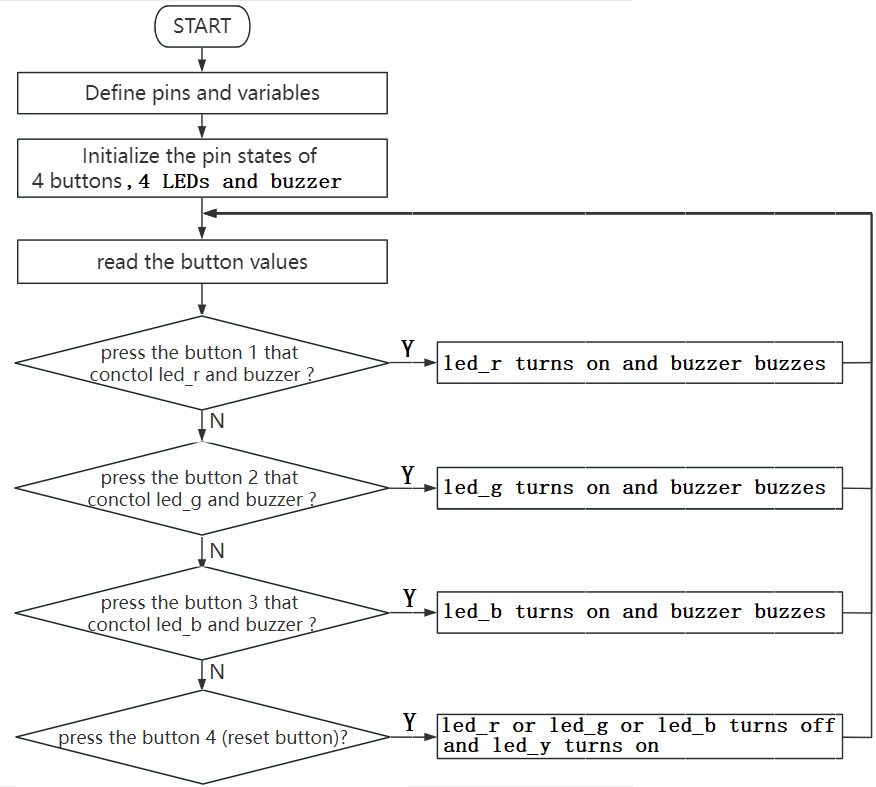 START
Define pins and variables
Initialize the pin states of
4 buttons, 4 LEDs and buzzer
read the button values
press the button 1 that
conctol led_r and buzzer ?
Y
led_r turns on and buzzer buzzes
N
press the button 2 that
conctol led_g and buzzer ?
Y
led_g turns on and buzzer buzzes
N
press the button 3 that
conctol led_b and buzzer ?
Y
led_b turns on and buzzer buzzes
N
press the button 4 (reset button)?
Y
led_r or led_g or led_b turns off
and led_y turns on